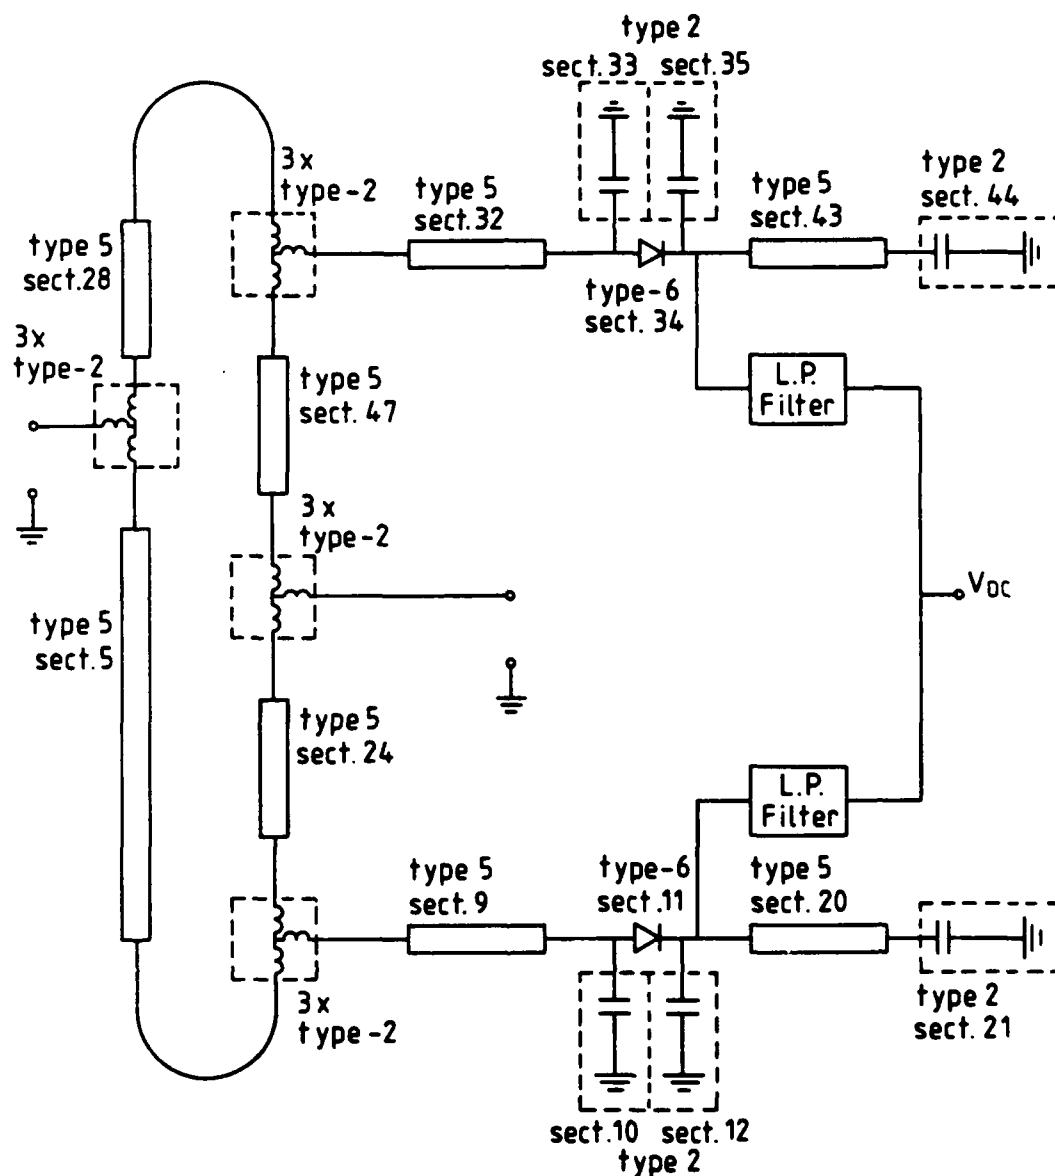 type 2
sect.33 sect.35
3x
type-2
type 5
sect.32
type 5
sect.43
type 2
sect.44
type 5
sect.28
type-6
sect.34
3x
type-2
type 5
sect.47
L.P.
Filter
3x
type-2
VDC
type 5
sect.5
type 5
sect.24
L.P.
Filter
type 5
sect.9
type-6
sect.11
type 5
sect.20
3x
type-2
type 2
sect.21
sect.10 sect.12
type 2